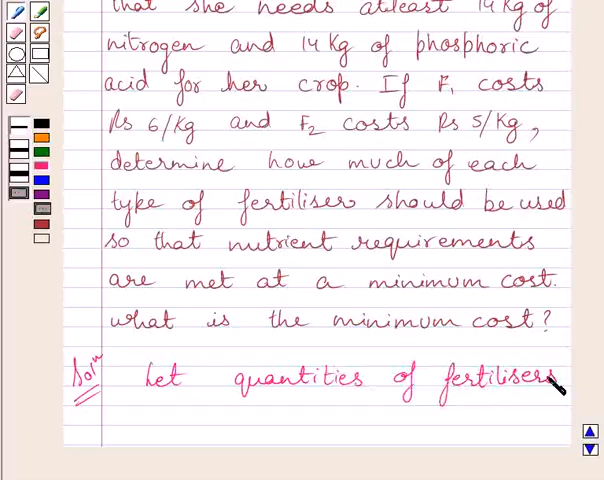 that she needs atleast 14 Kg of
nitrogen and 14 Kg of phosphoric
acid for her crop. If F₁ costs
Rs 6/Kg and F₂ costs Rs 5/Kg,
determine how much of each
type of fertiliser should be used
so that nutrient requirements
are met at a minimum cost.
what is the minimum cost?
Solⁿ Let quantities of fertilisers